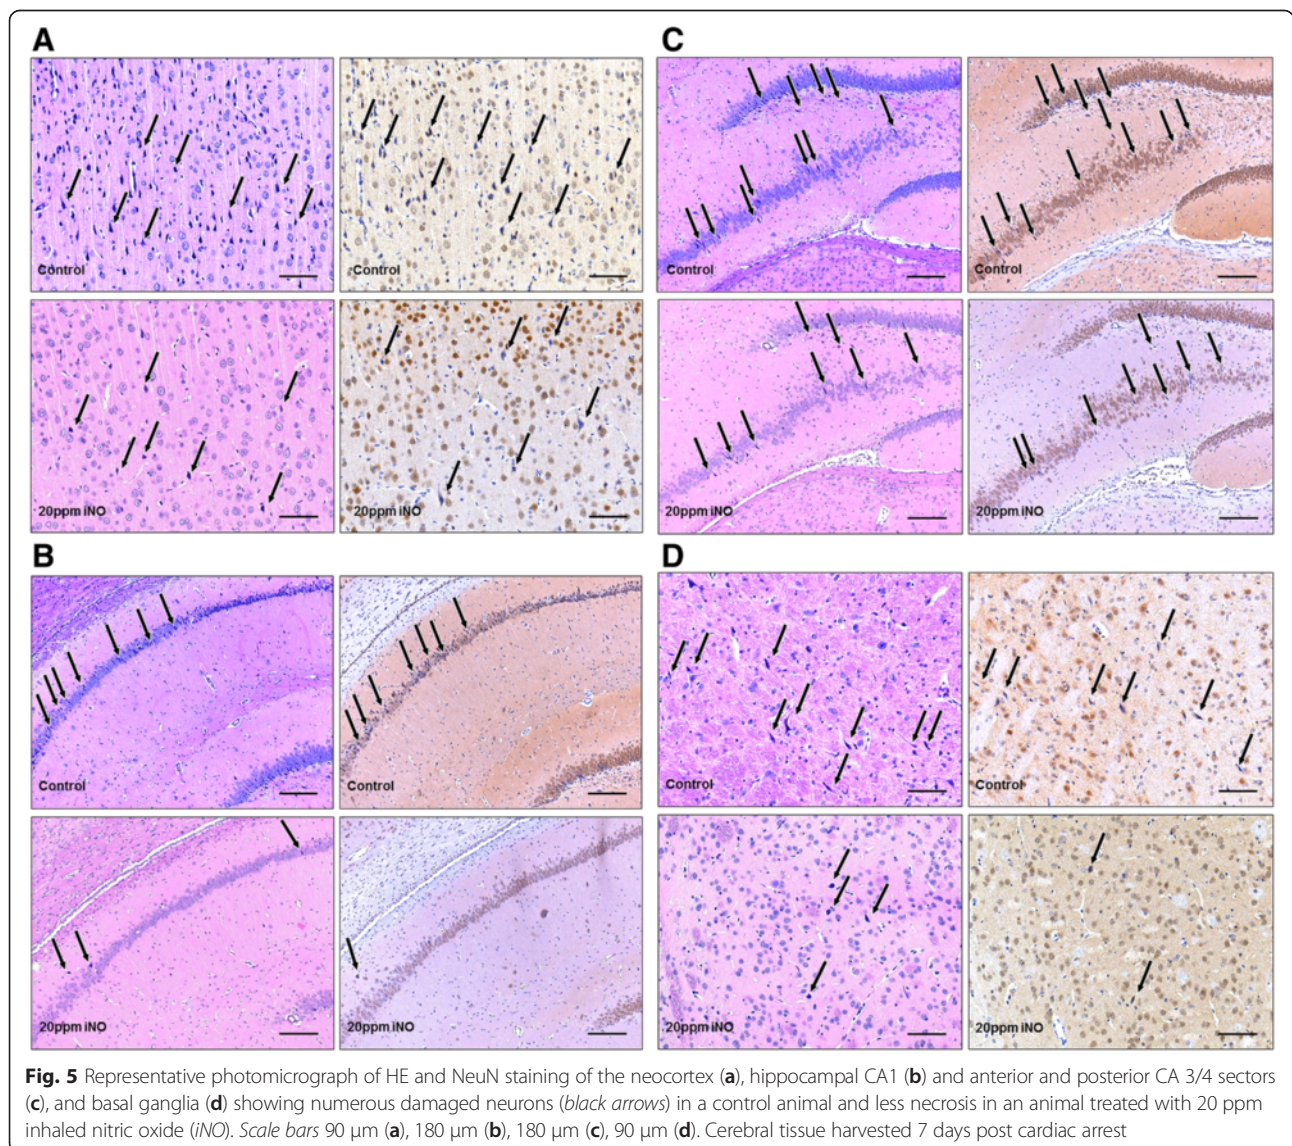 A
Control
Control
20ppm iNO
20ppm iNO
B
Control
Control
20ppm iNO
20ppm iNO
C
Control
Control
20ppm iNO
20ppm iNO
D
Control
Control
20ppm iNO
20ppm iNO
Fig. 5 Representative photomicrograph of HE and NeuN staining of the neocortex (a), hippocampal CA1 (b) and anterior and posterior CA 3/4 sectors
(c), and basal ganglia (d) showing numerous damaged neurons (black arrows) in a control animal and less necrosis in an animal treated with 20 ppm
inhaled nitric oxide (iNO). Scale bars 90 μm (a), 180 μm (b), 180 μm (c), 90 μm (d). Cerebral tissue harvested 7 days post cardiac arrest